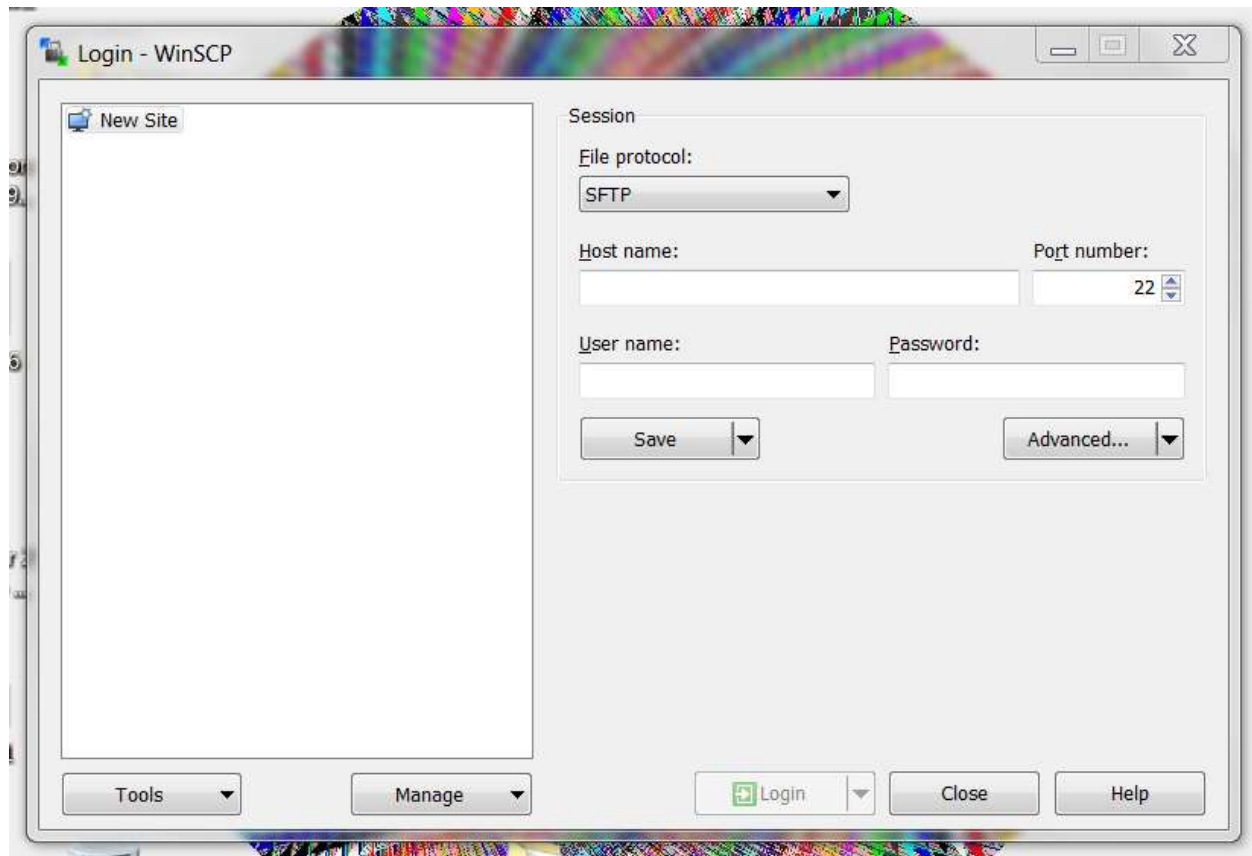 Login - WinSCP
New Site
Session
File protocol:
SFTP
Host name:
Port number:
22
User name:
Password:
Save
Advanced...
Tools
Manage
Login
Close
Help